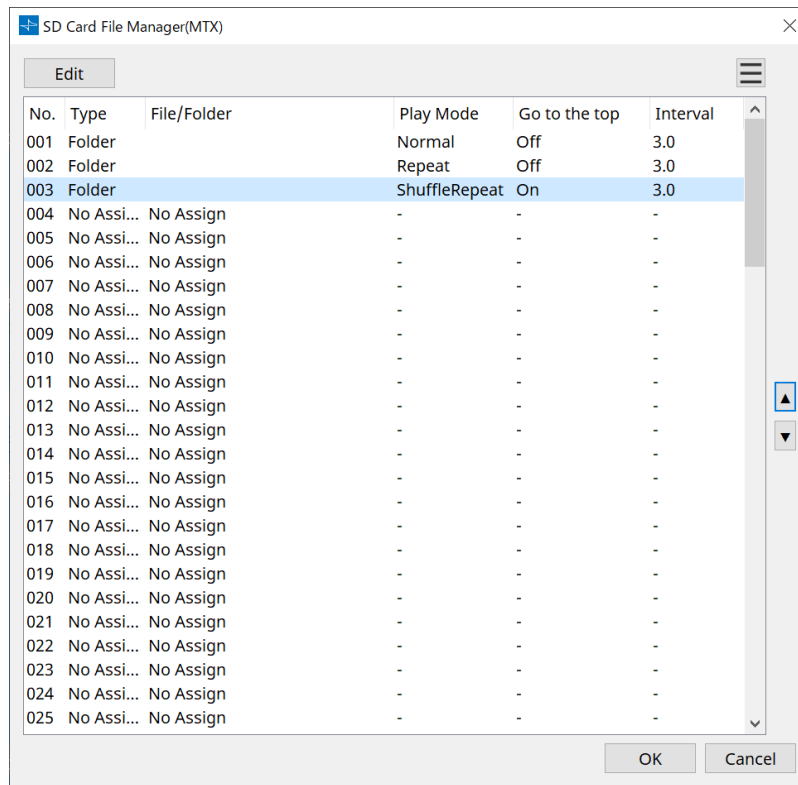 SD Card File Manager(MTX)
Edit
No. Type File/Folder Play Mode Go to the top Interval
001 Folder Normal Off 3.0
002 Folder Repeat Off 3.0
003 Folder ShuffleRepeat On 3.0
004 No Assi... No Assign - - -
005 No Assi... No Assign - - -
006 No Assi... No Assign - - -
007 No Assi... No Assign - - -
008 No Assi... No Assign - - -
009 No Assi... No Assign - - -
010 No Assi... No Assign - - -
011 No Assi... No Assign - - -
012 No Assi... No Assign - - -
013 No Assi... No Assign - - -
014 No Assi... No Assign - - -
015 No Assi... No Assign - - -
016 No Assi... No Assign - - -
017 No Assi... No Assign - - -
018 No Assi... No Assign - - -
019 No Assi... No Assign - - -
020 No Assi... No Assign - - -
021 No Assi... No Assign - - -
022 No Assi... No Assign - - -
023 No Assi... No Assign - - -
024 No Assi... No Assign - - -
025 No Assi... No Assign - - -
OK Cancel